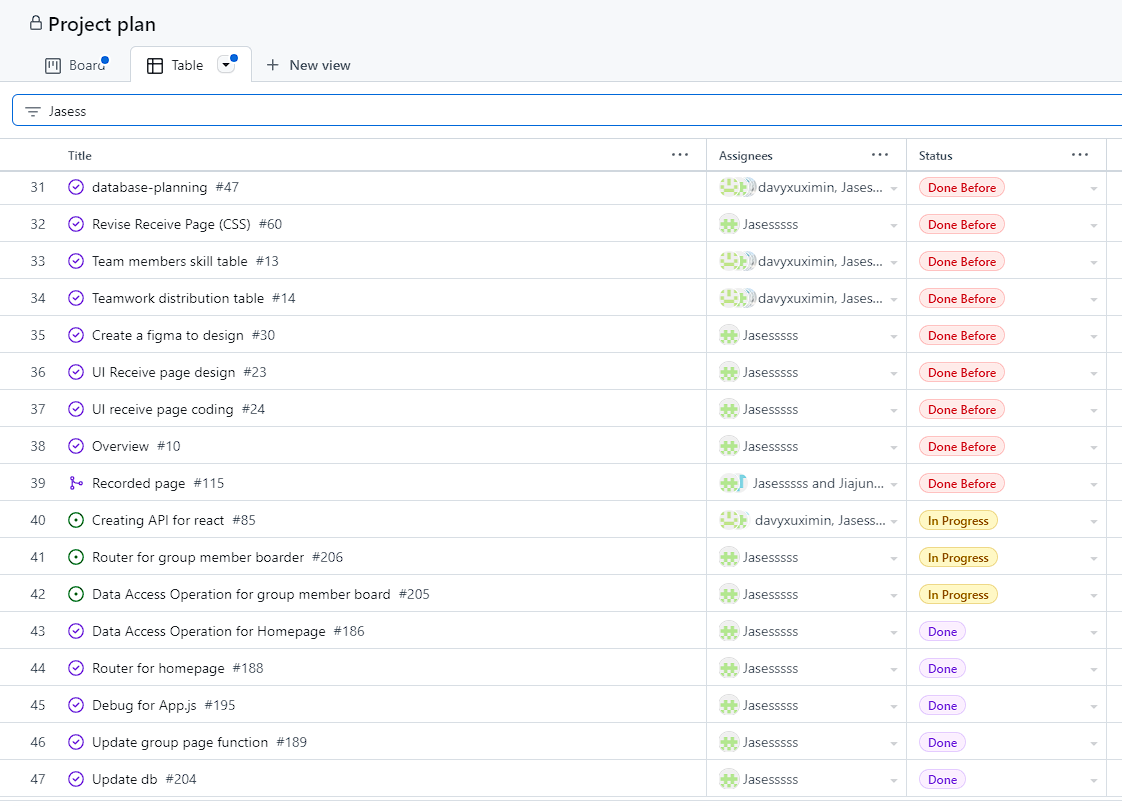 Project plan
Board Table New view
Jasess
Title ... Assignees ... Status ...
31 database-planning #47 davyxuximin, Jases... Done Before
32 Revise Receive Page (CSS) #60 Jasesssss Done Before
33 Team members skill table #13 davyxuximin, Jases... Done Before
34 Teamwork distribution table #14 davyxuximin, Jases... Done Before
35 Create a figma to design #30 Jasesssss Done Before
36 UI Receive page design #23 Jasesssss Done Before
37 UI receive page coding #24 Jasesssss Done Before
38 Overview #10 Jasesssss Done Before
39 Recorded page #115 Jasesssss and Jiajun... Done Before
40 Creating API for react #85 davyxuximin, Jasess... In Progress
41 Router for group member boarder #206 Jasesssss In Progress
42 Data Access Operation for group member board #205 Jasesssss In Progress
43 Data Access Operation for Homepage #186 Jasesssss Done
44 Router for homepage #188 Jasesssss Done
45 Debug for App.js #195 Jasesssss Done
46 Update group page function #189 Jasesssss Done
47 Update db #204 Jasesssss Done